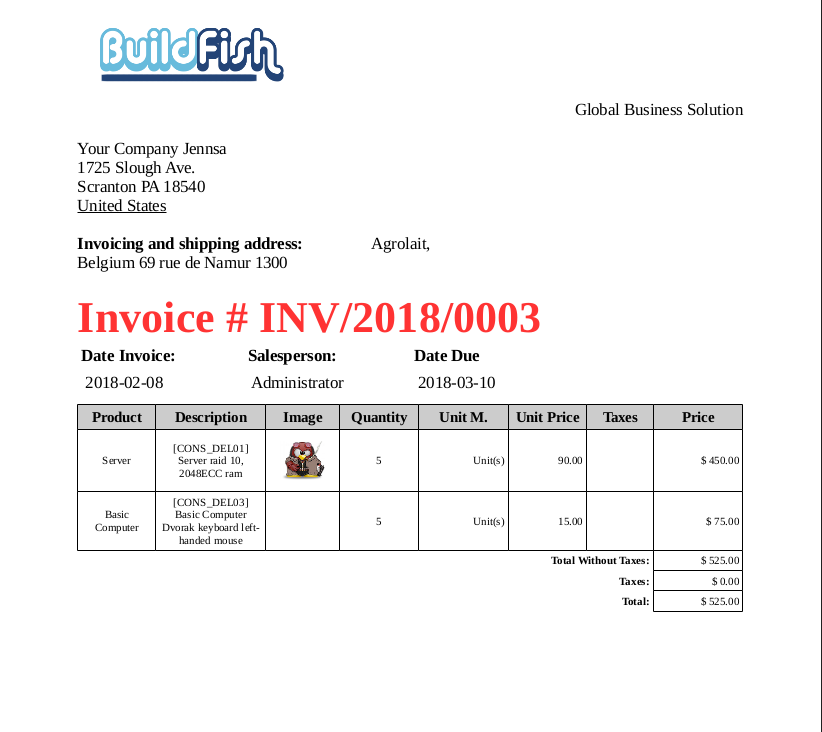 BuildFish
Global Business Solution
Your Company Jennsa
1725 Slough Ave.
Scranton PA 18540
United States
Invoicing and shipping address: Agrolait,
Belgium 69 rue de Namur 1300
Invoice # INV/2018/0003
Date Invoice: Salesperson: Date Due
2018-02-08 Administrator 2018-03-10
Product Description Image Quantity Unit M. Unit Price Taxes Price
Server
[CONS_DEL01]
Server raid 10,
2048ECC ram
5 Unit(s) 90.00 $ 450.00
Basic
Computer
[CONS_DEL03]
Basic Computer
Dvorak keyboard left-
handed mouse
5 Unit(s) 15.00 $ 75.00
Total Without Taxes: $ 525.00
Taxes: $ 0.00
Total: $ 525.00